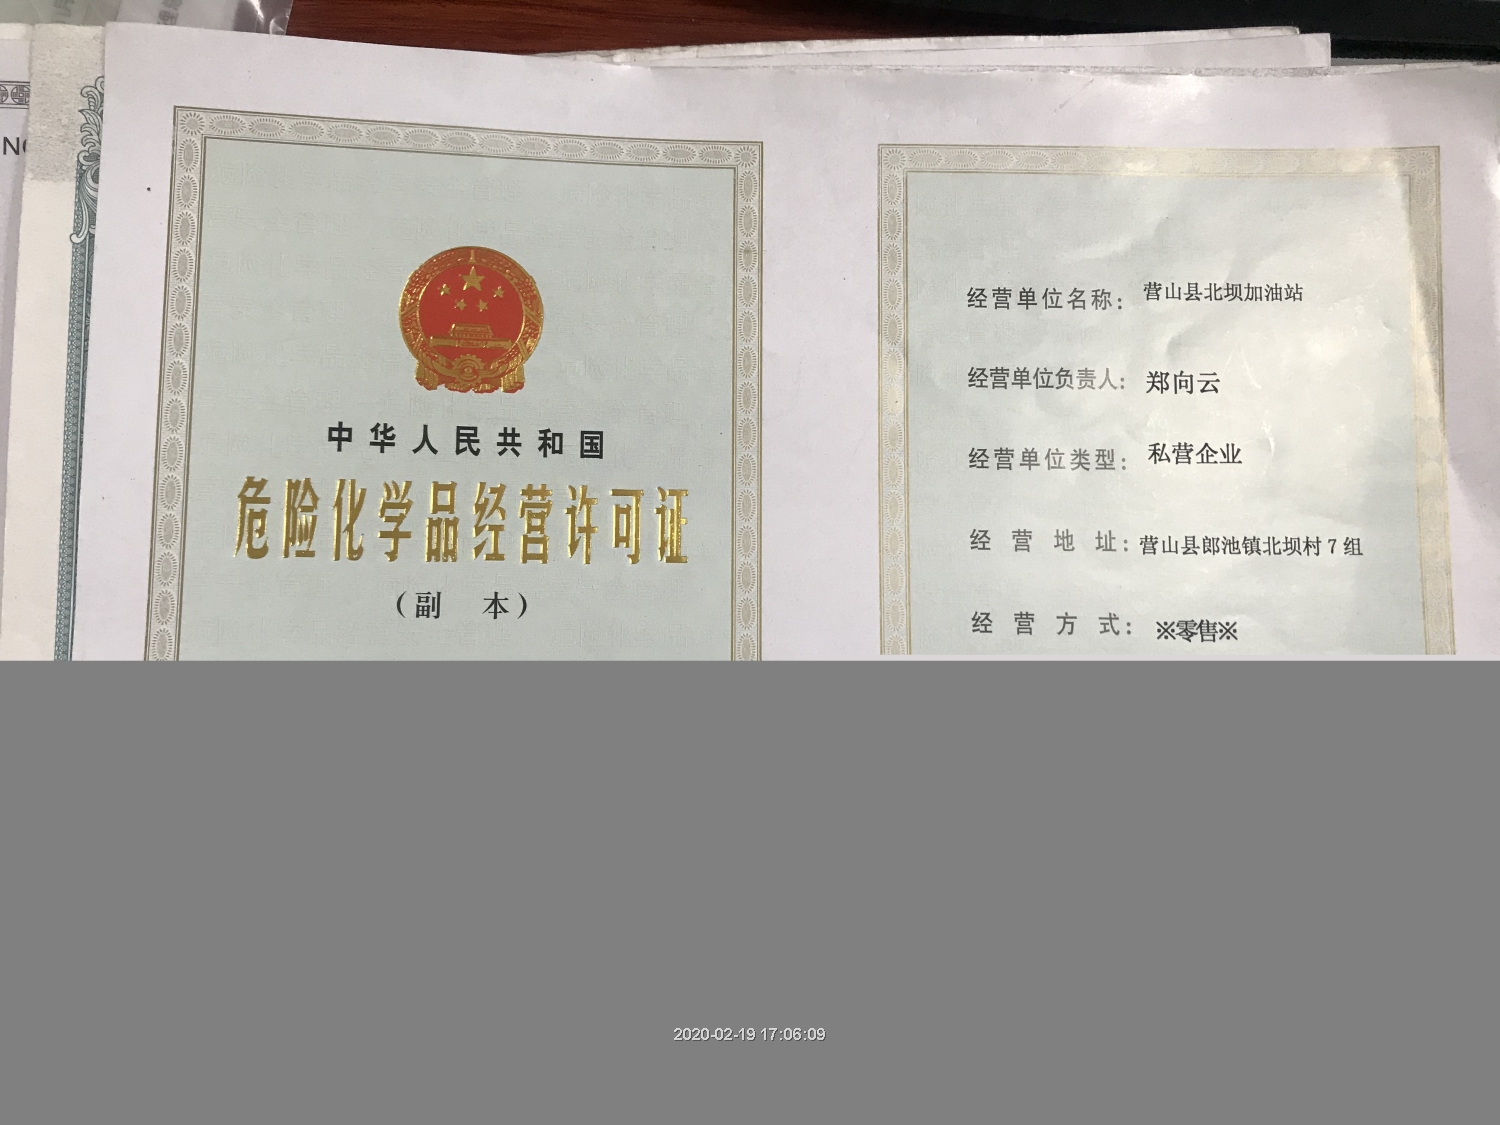 NO
中华人民共和国
危险化学品经营许可证
（副 本）
经营单位名称：营山县北坝加油站
经营单位负责人：郑向云
经营单位类型：私营企业
经营地址：营山县郎池镇北坝村7组
经营方式：※零售※
2020-02-19 17:06:09